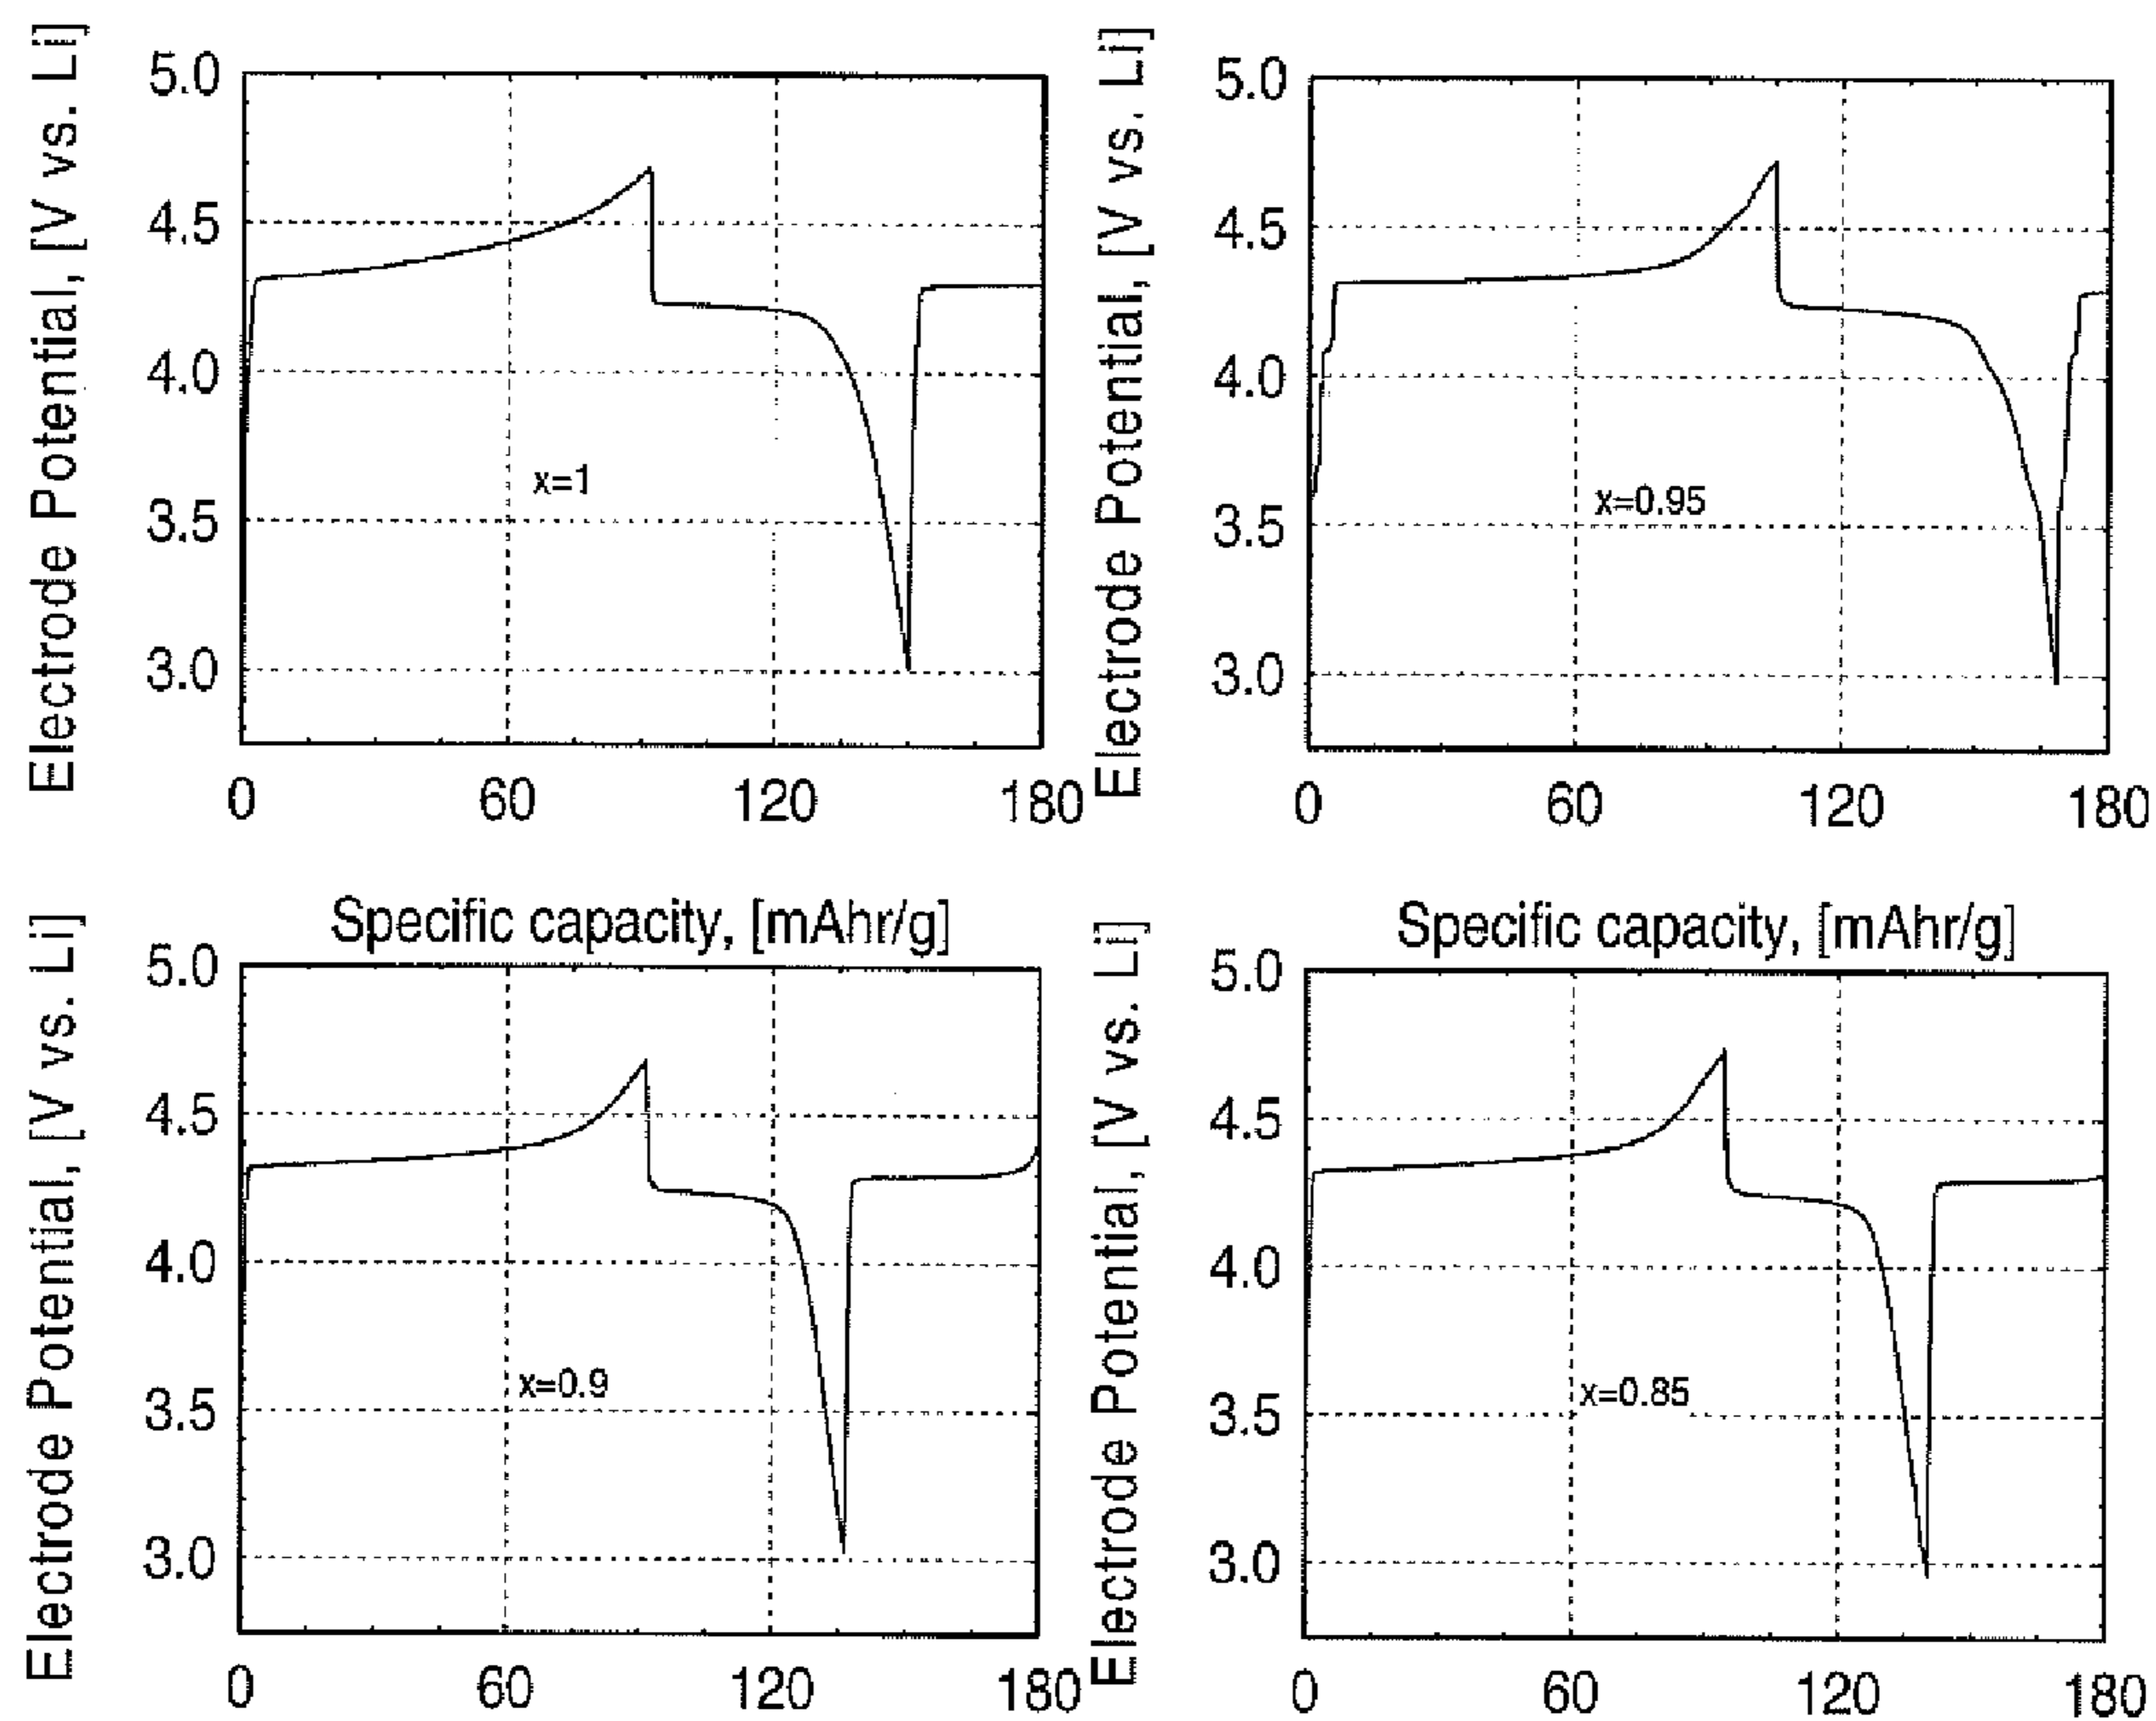 Electrode Potential, [V vs. Li]
5.0
4.5
4.0
3.5
3.0
x=1
0 60 120 180
Specific capacity, [mAhr/g]
Electrode Potential, [V vs. Li]
5.0
4.5
4.0
3.5
3.0
x=0.95
0 60 120 180
Specific capacity, [mAhr/g]
Electrode Potential, [V vs. Li]
5.0
4.5
4.0
3.5
3.0
x=0.9
0 60 120 180
Electrode Potential, [V vs. Li]
5.0
4.5
4.0
3.5
3.0
x=0.85
0 60 120 180